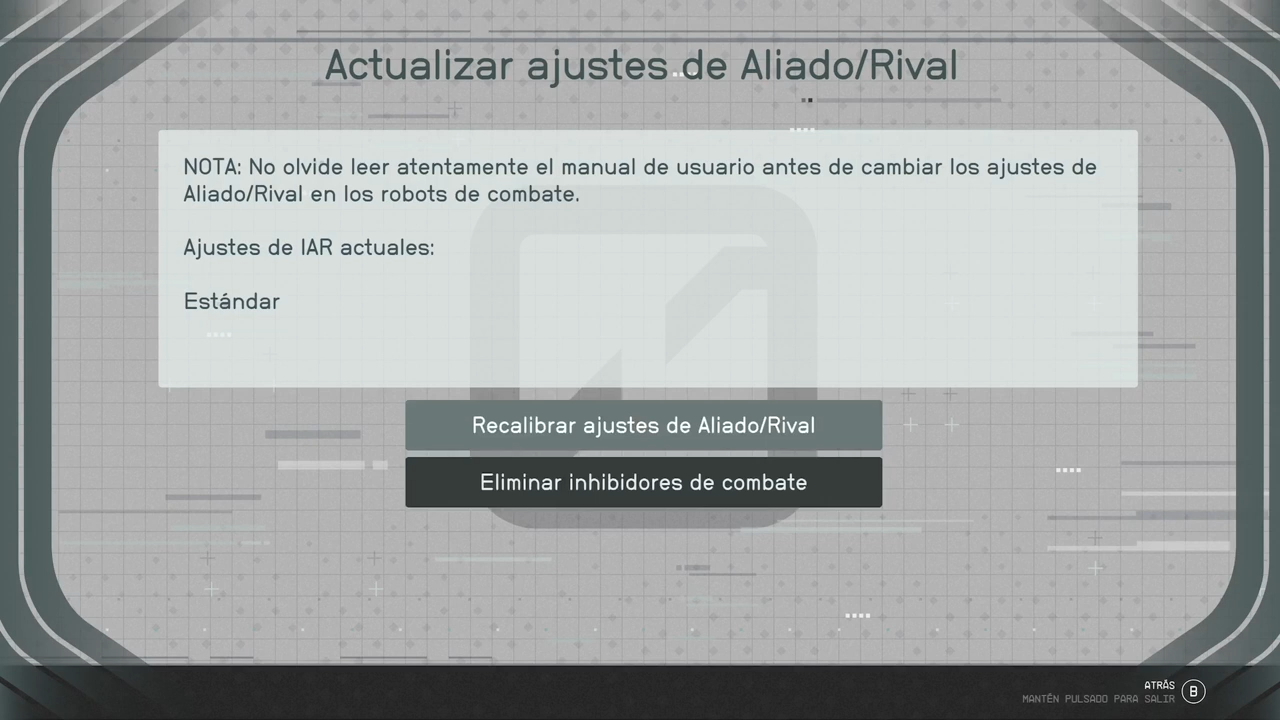 Actualizar ajustes de Aliado/Rival
NOTA: No olvide leer atentamente el manual de usuario antes de cambiar los ajustes de
Aliado/Rival en los robots de combate.
Ajustes de IAR actuales:
Estándar
Recalibrar ajustes de Aliado/Rival
Eliminar inhibidores de combate
ATRÁS
MANTÉN PULSADO PARA SALIR
B